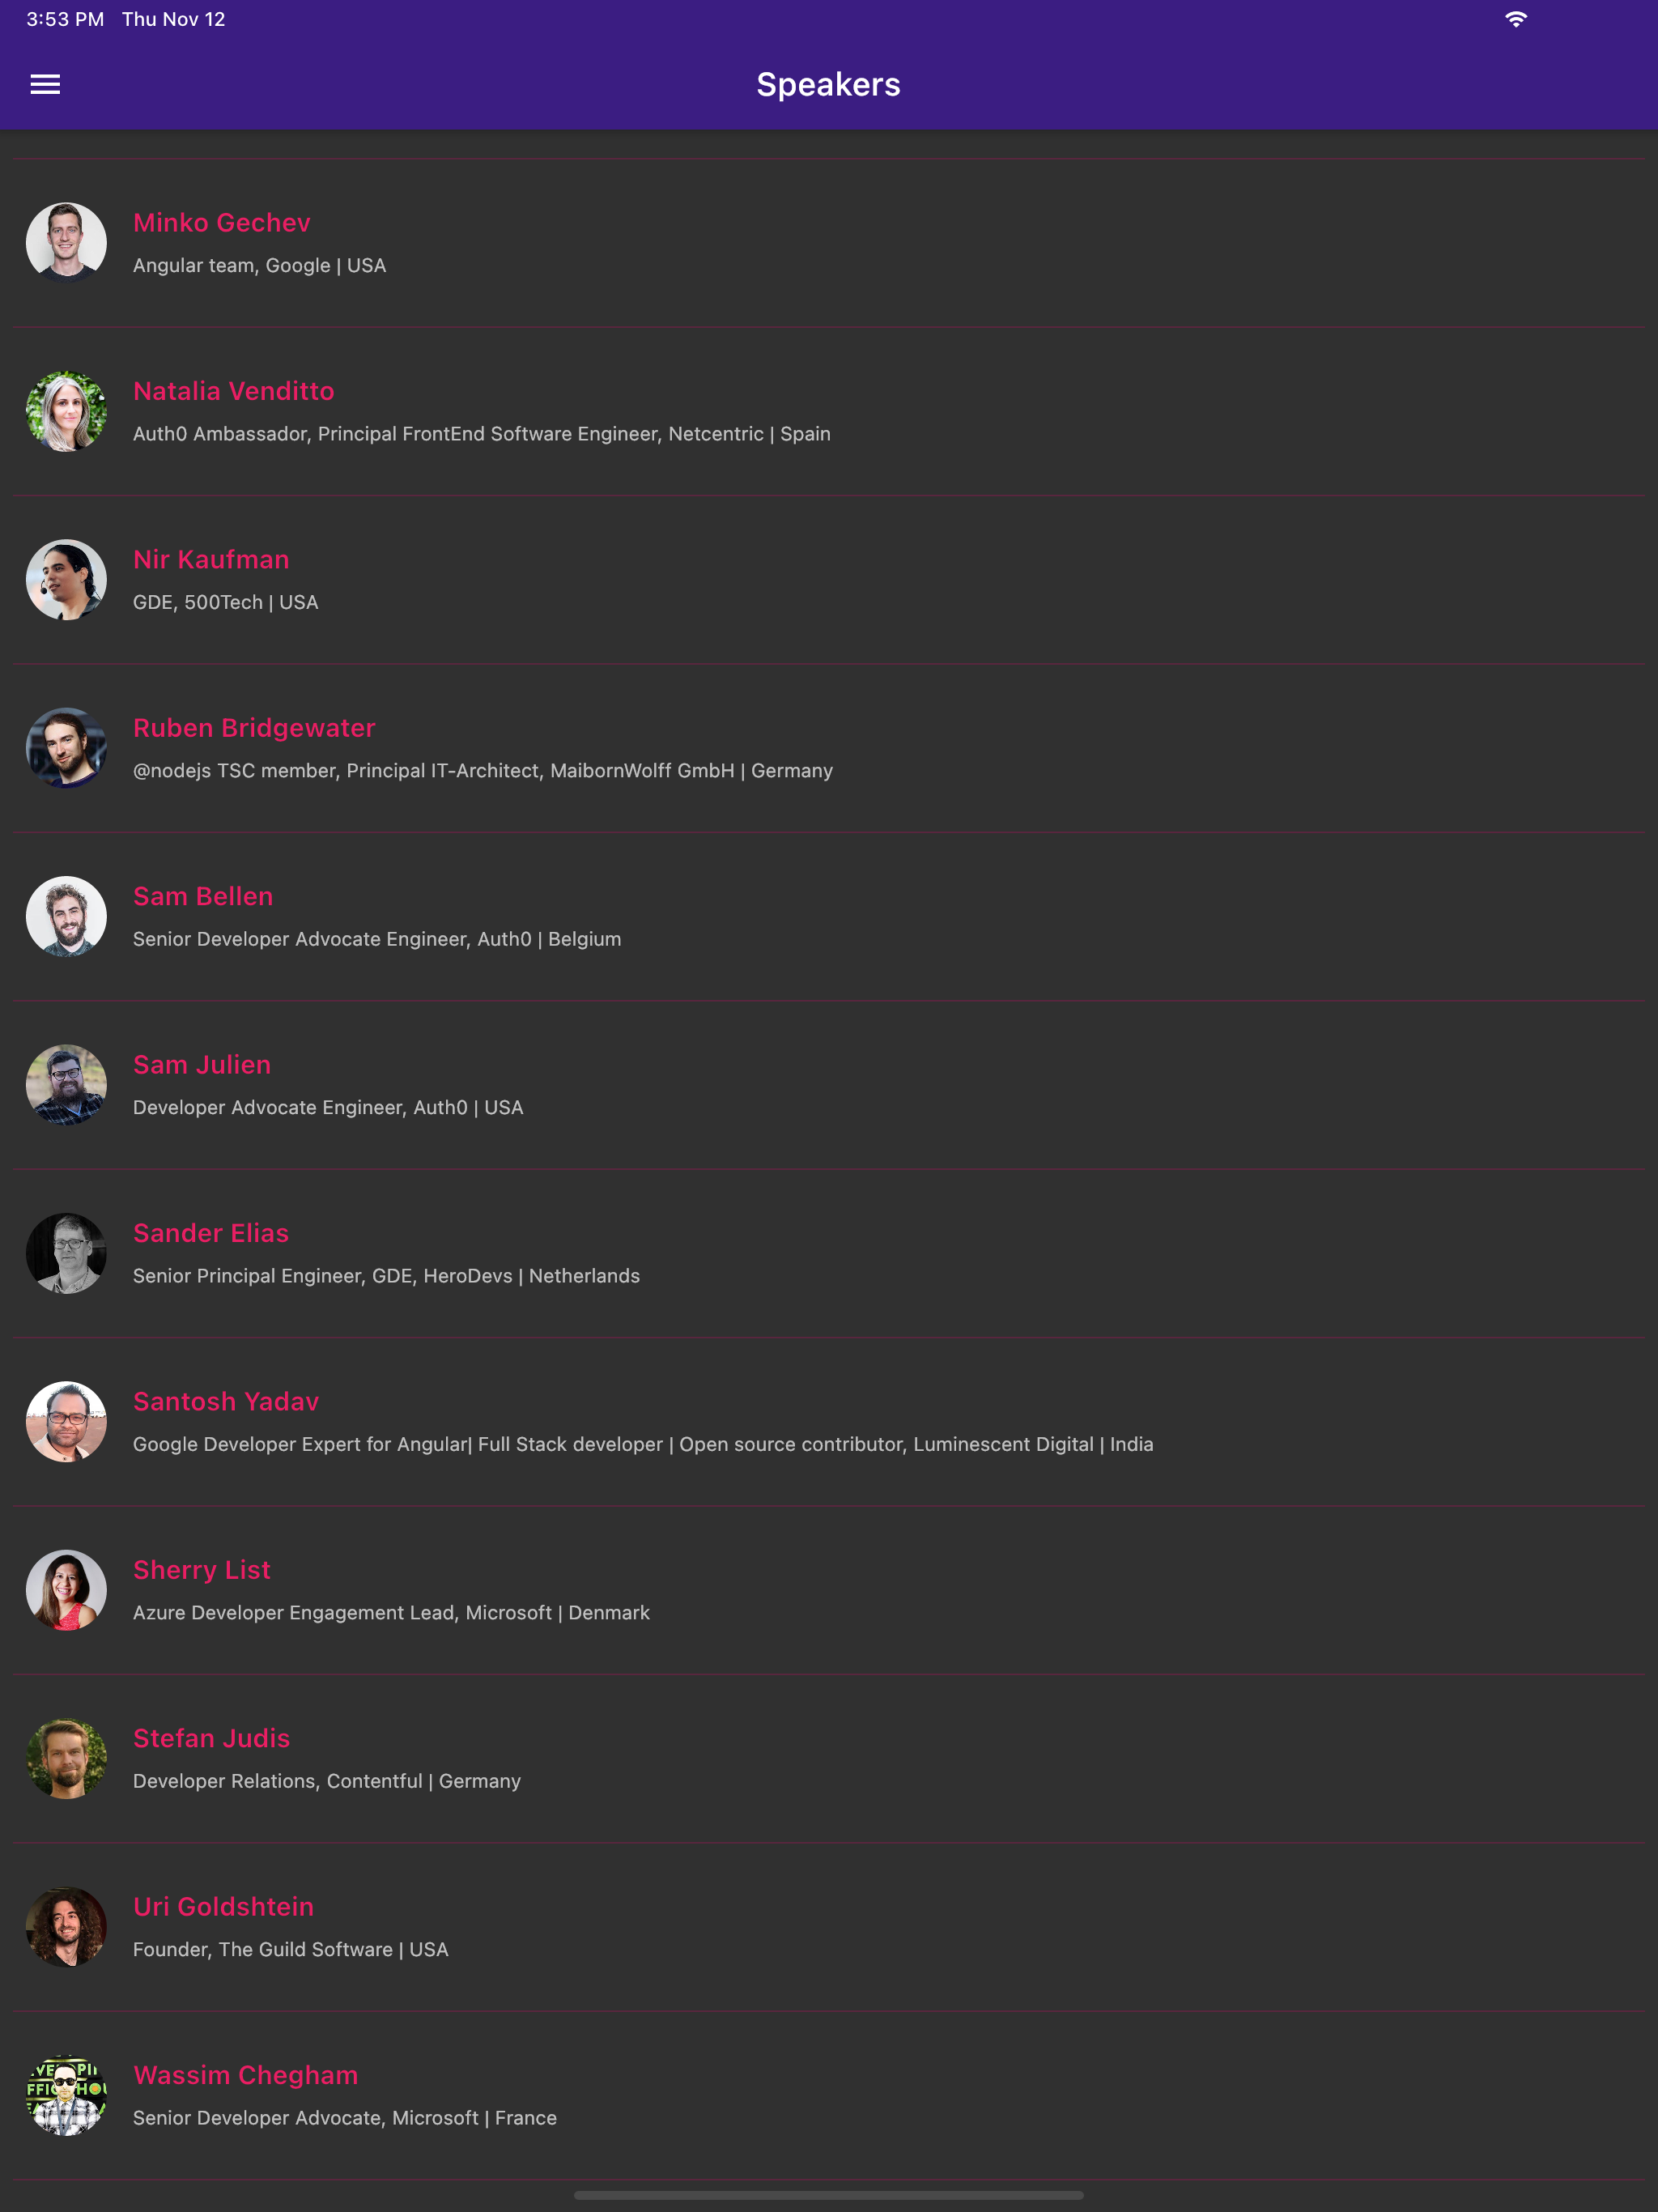 3:53 PM Thu Nov 12
Speakers
Minko Gechev
Angular team, Google | USA
Natalia Venditto
Auth0 Ambassador, Principal FrontEnd Software Engineer, Netcentric | Spain
Nir Kaufman
GDE, 500Tech | USA
Ruben Bridgewater
@nodejs TSC member, Principal IT-Architect, MaibornWolff GmbH | Germany
Sam Bellen
Senior Developer Advocate Engineer, Auth0 | Belgium
Sam Julien
Developer Advocate Engineer, Auth0 | USA
Sander Elias
Senior Principal Engineer, GDE, HeroDevs | Netherlands
Santosh Yadav
Google Developer Expert for Angular| Full Stack developer | Open source contributor, Luminescent Digital | India
Sherry List
Azure Developer Engagement Lead, Microsoft | Denmark
Stefan Judis
Developer Relations, Contentful | Germany
Uri Goldshtein
Founder, The Guild Software | USA
Wassim Chegham
Senior Developer Advocate, Microsoft | France